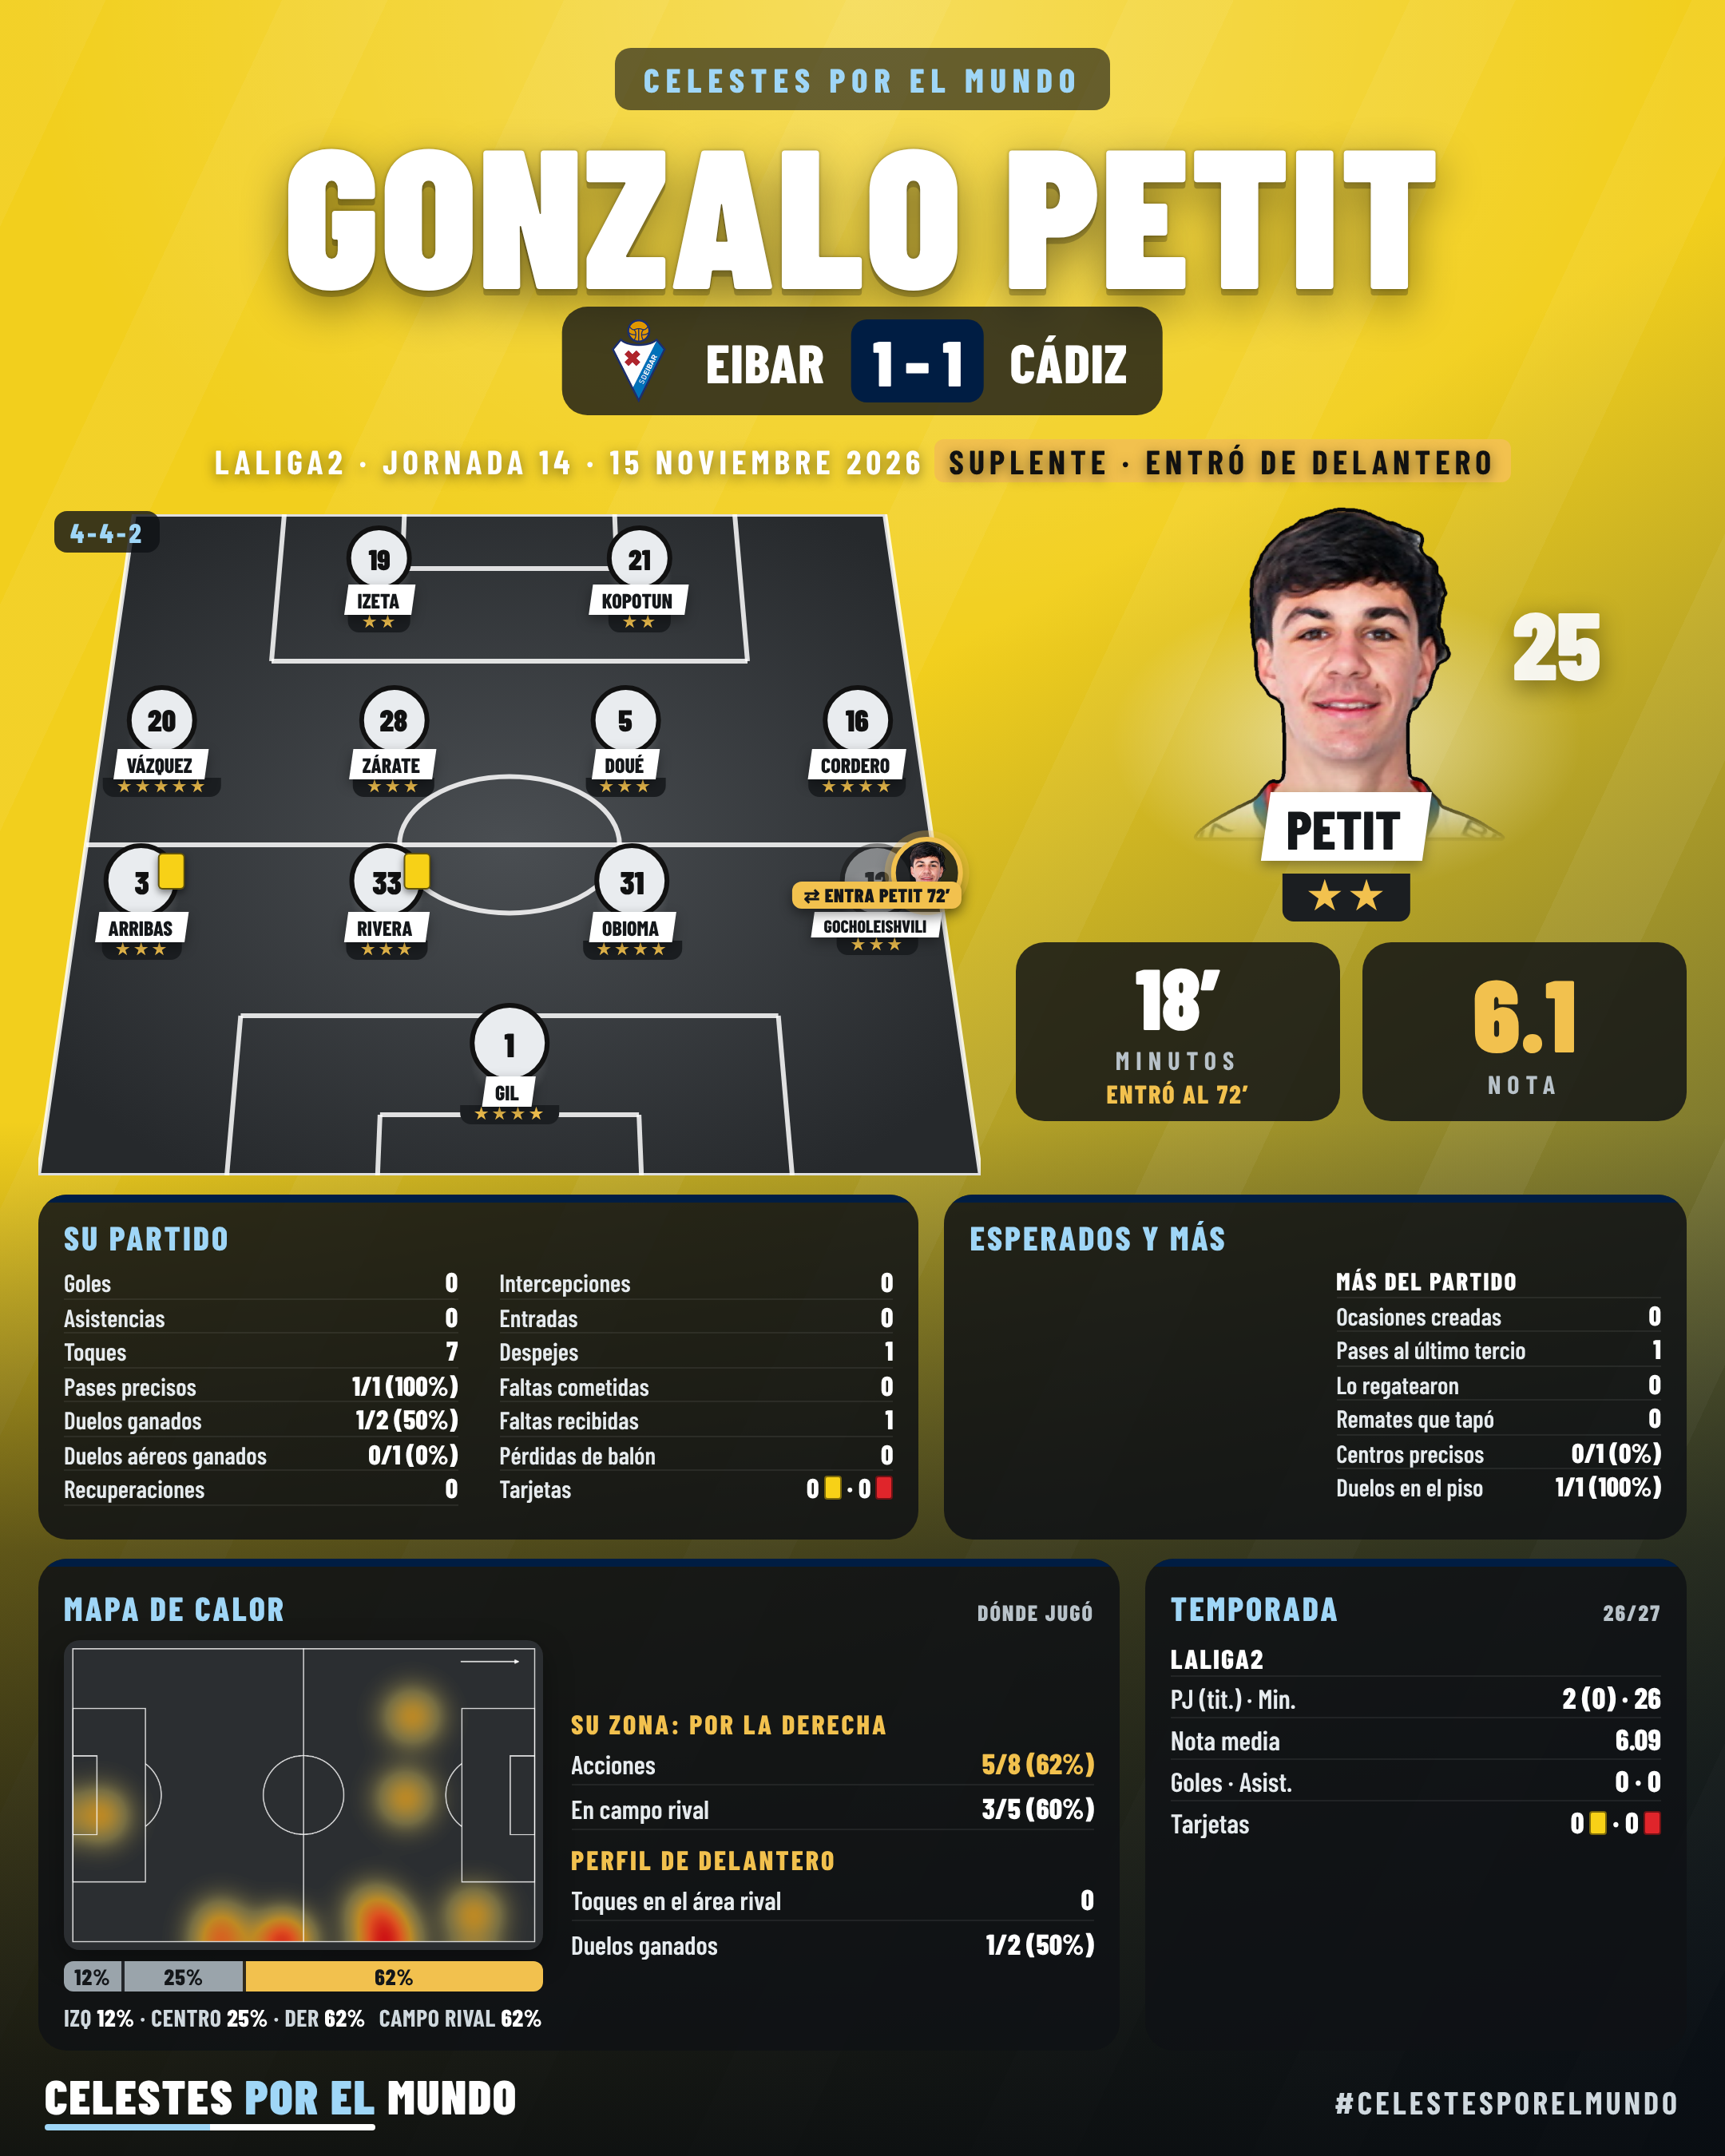 CELESTES POR EL MUNDO
GONZALO PETIT
SD EIBAR
EIBAR 1 - 1 CÁDIZ
LALIGA2 · JORNADA 14 · 15 NOVIEMBRE 2026 SUPLENTE · ENTRÓ DE DELANTERO
4-4-2
19 21
IZETA KOPOTUN
★★ ★★
20 28 5 16
VÁZQUEZ ZÁRATE DOUÉ CORDERO
★★★★★ ★★★ ★★★ ★★★★
3 33 31
⇄ ENTRA PETIT 72'
ARRIBAS RIVERA OBIOMA GOCHOLEISHVILI
★★★ ★★★ ★★★★ ★★★
1
GIL
★★★★
25
PETIT
★★
18'
MINUTOS
ENTRÓ AL 72'
6.1
NOTA
SU PARTIDO
Goles 0
Asistencias 0
Toques 7
Pases precisos 1/1 (100%)
Duelos ganados 1/2 (50%)
Duelos aéreos ganados 0/1 (0%)
Recuperaciones 0
Intercepciones 0
Entradas 0
Despejes 1
Faltas cometidas 0
Faltas recibidas 1
Pérdidas de balón 0
Tarjetas 0 · 0
ESPERADOS Y MÁS
MÁS DEL PARTIDO
Ocasiones creadas 0
Pases al último tercio 1
Lo regatearon 0
Remates que tapó 0
Centros precisos 0/1 (0%)
Duelos en el piso 1/1 (100%)
MAPA DE CALOR DÓNDE JUGÓ
12% 25% 62%
IZQ 12% · CENTRO 25% · DER 62% CAMPO RIVAL 62%
SU ZONA: POR LA DERECHA
Acciones 5/8 (62%)
En campo rival 3/5 (60%)
PERFIL DE DELANTERO
Toques en el área rival 0
Duelos ganados 1/2 (50%)
TEMPORADA 26/27
LALIGA2
PJ (tit.) · Min. 2 (0) · 26
Nota media 6.09
Goles · Asist. 0 · 0
Tarjetas 0 · 0
CELESTES POR EL MUNDO
#CELESTESPORELMUNDO